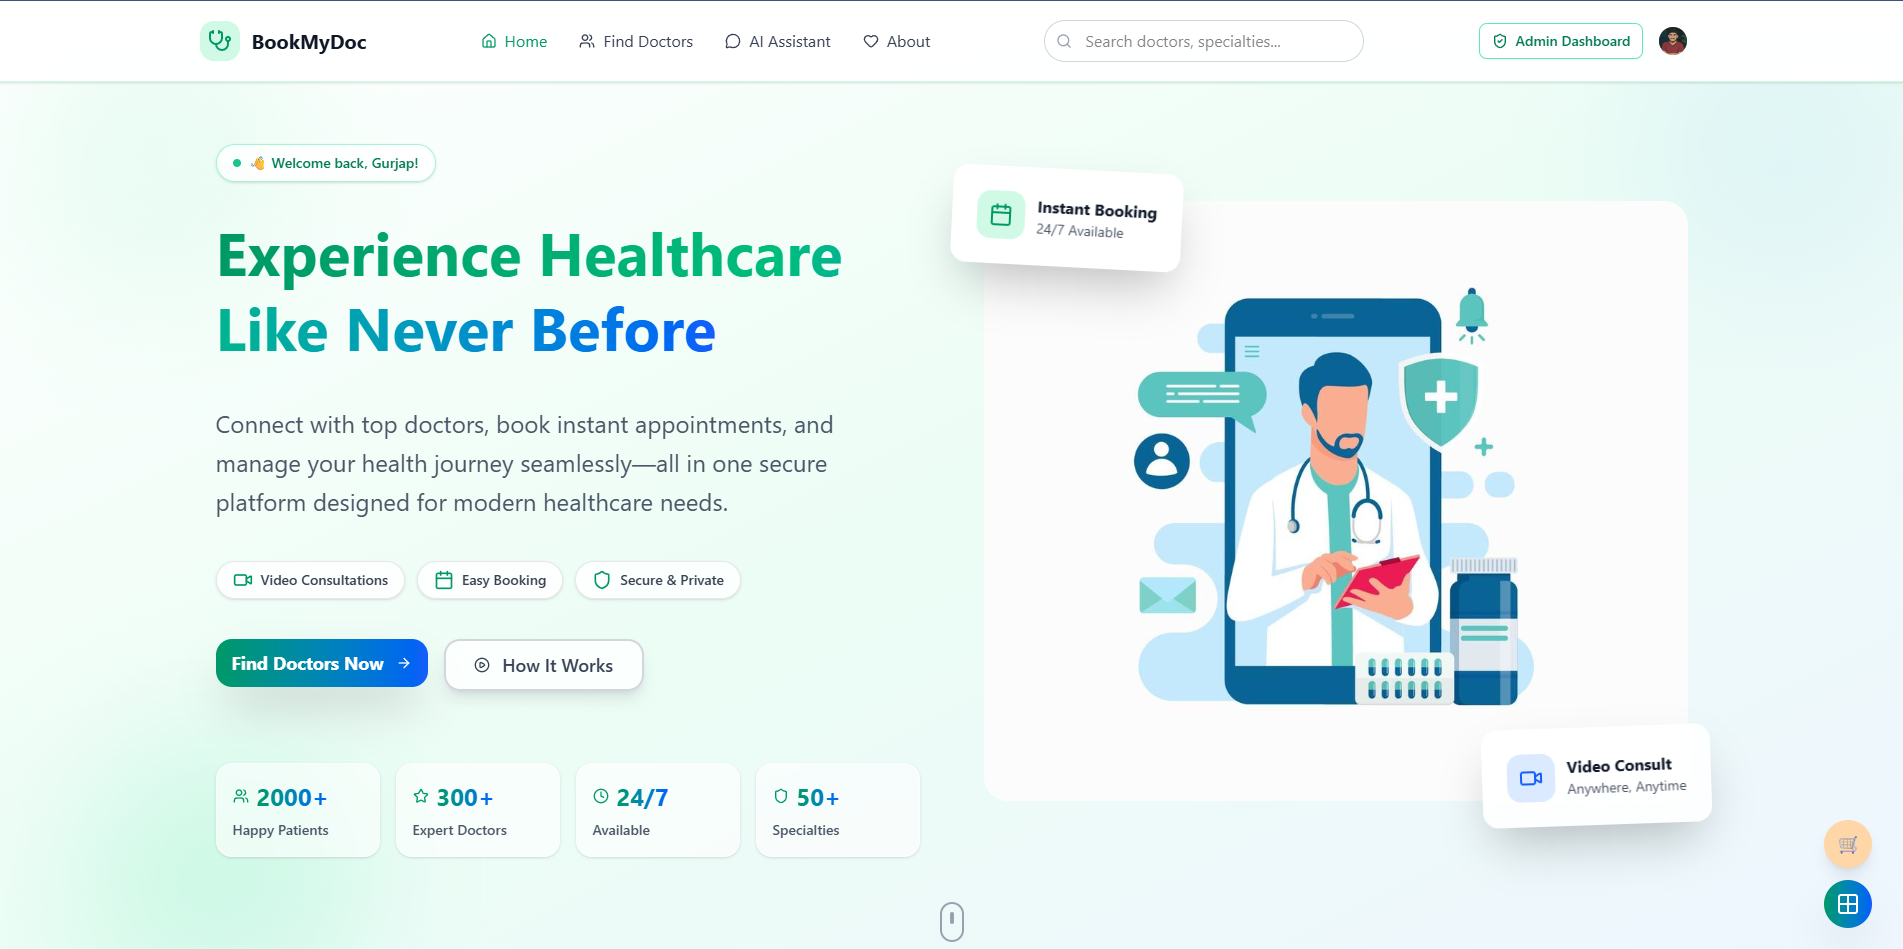 BookMyDoc
Home
Find Doctors
AI Assistant
About
Search doctors, specialties...
Admin Dashboard
👋 Welcome back, Gurjap!
Experience Healthcare
Like Never Before
Connect with top doctors, book instant appointments, and
manage your health journey seamlessly—all in one secure
platform designed for modern healthcare needs.
Video Consultations
Easy Booking
Secure & Private
Find Doctors Now →
How It Works
2000+
Happy Patients
300+
Expert Doctors
24/7
Available
50+
Specialties
Instant Booking
24/7 Available
Video Consult
Anywhere, Anytime